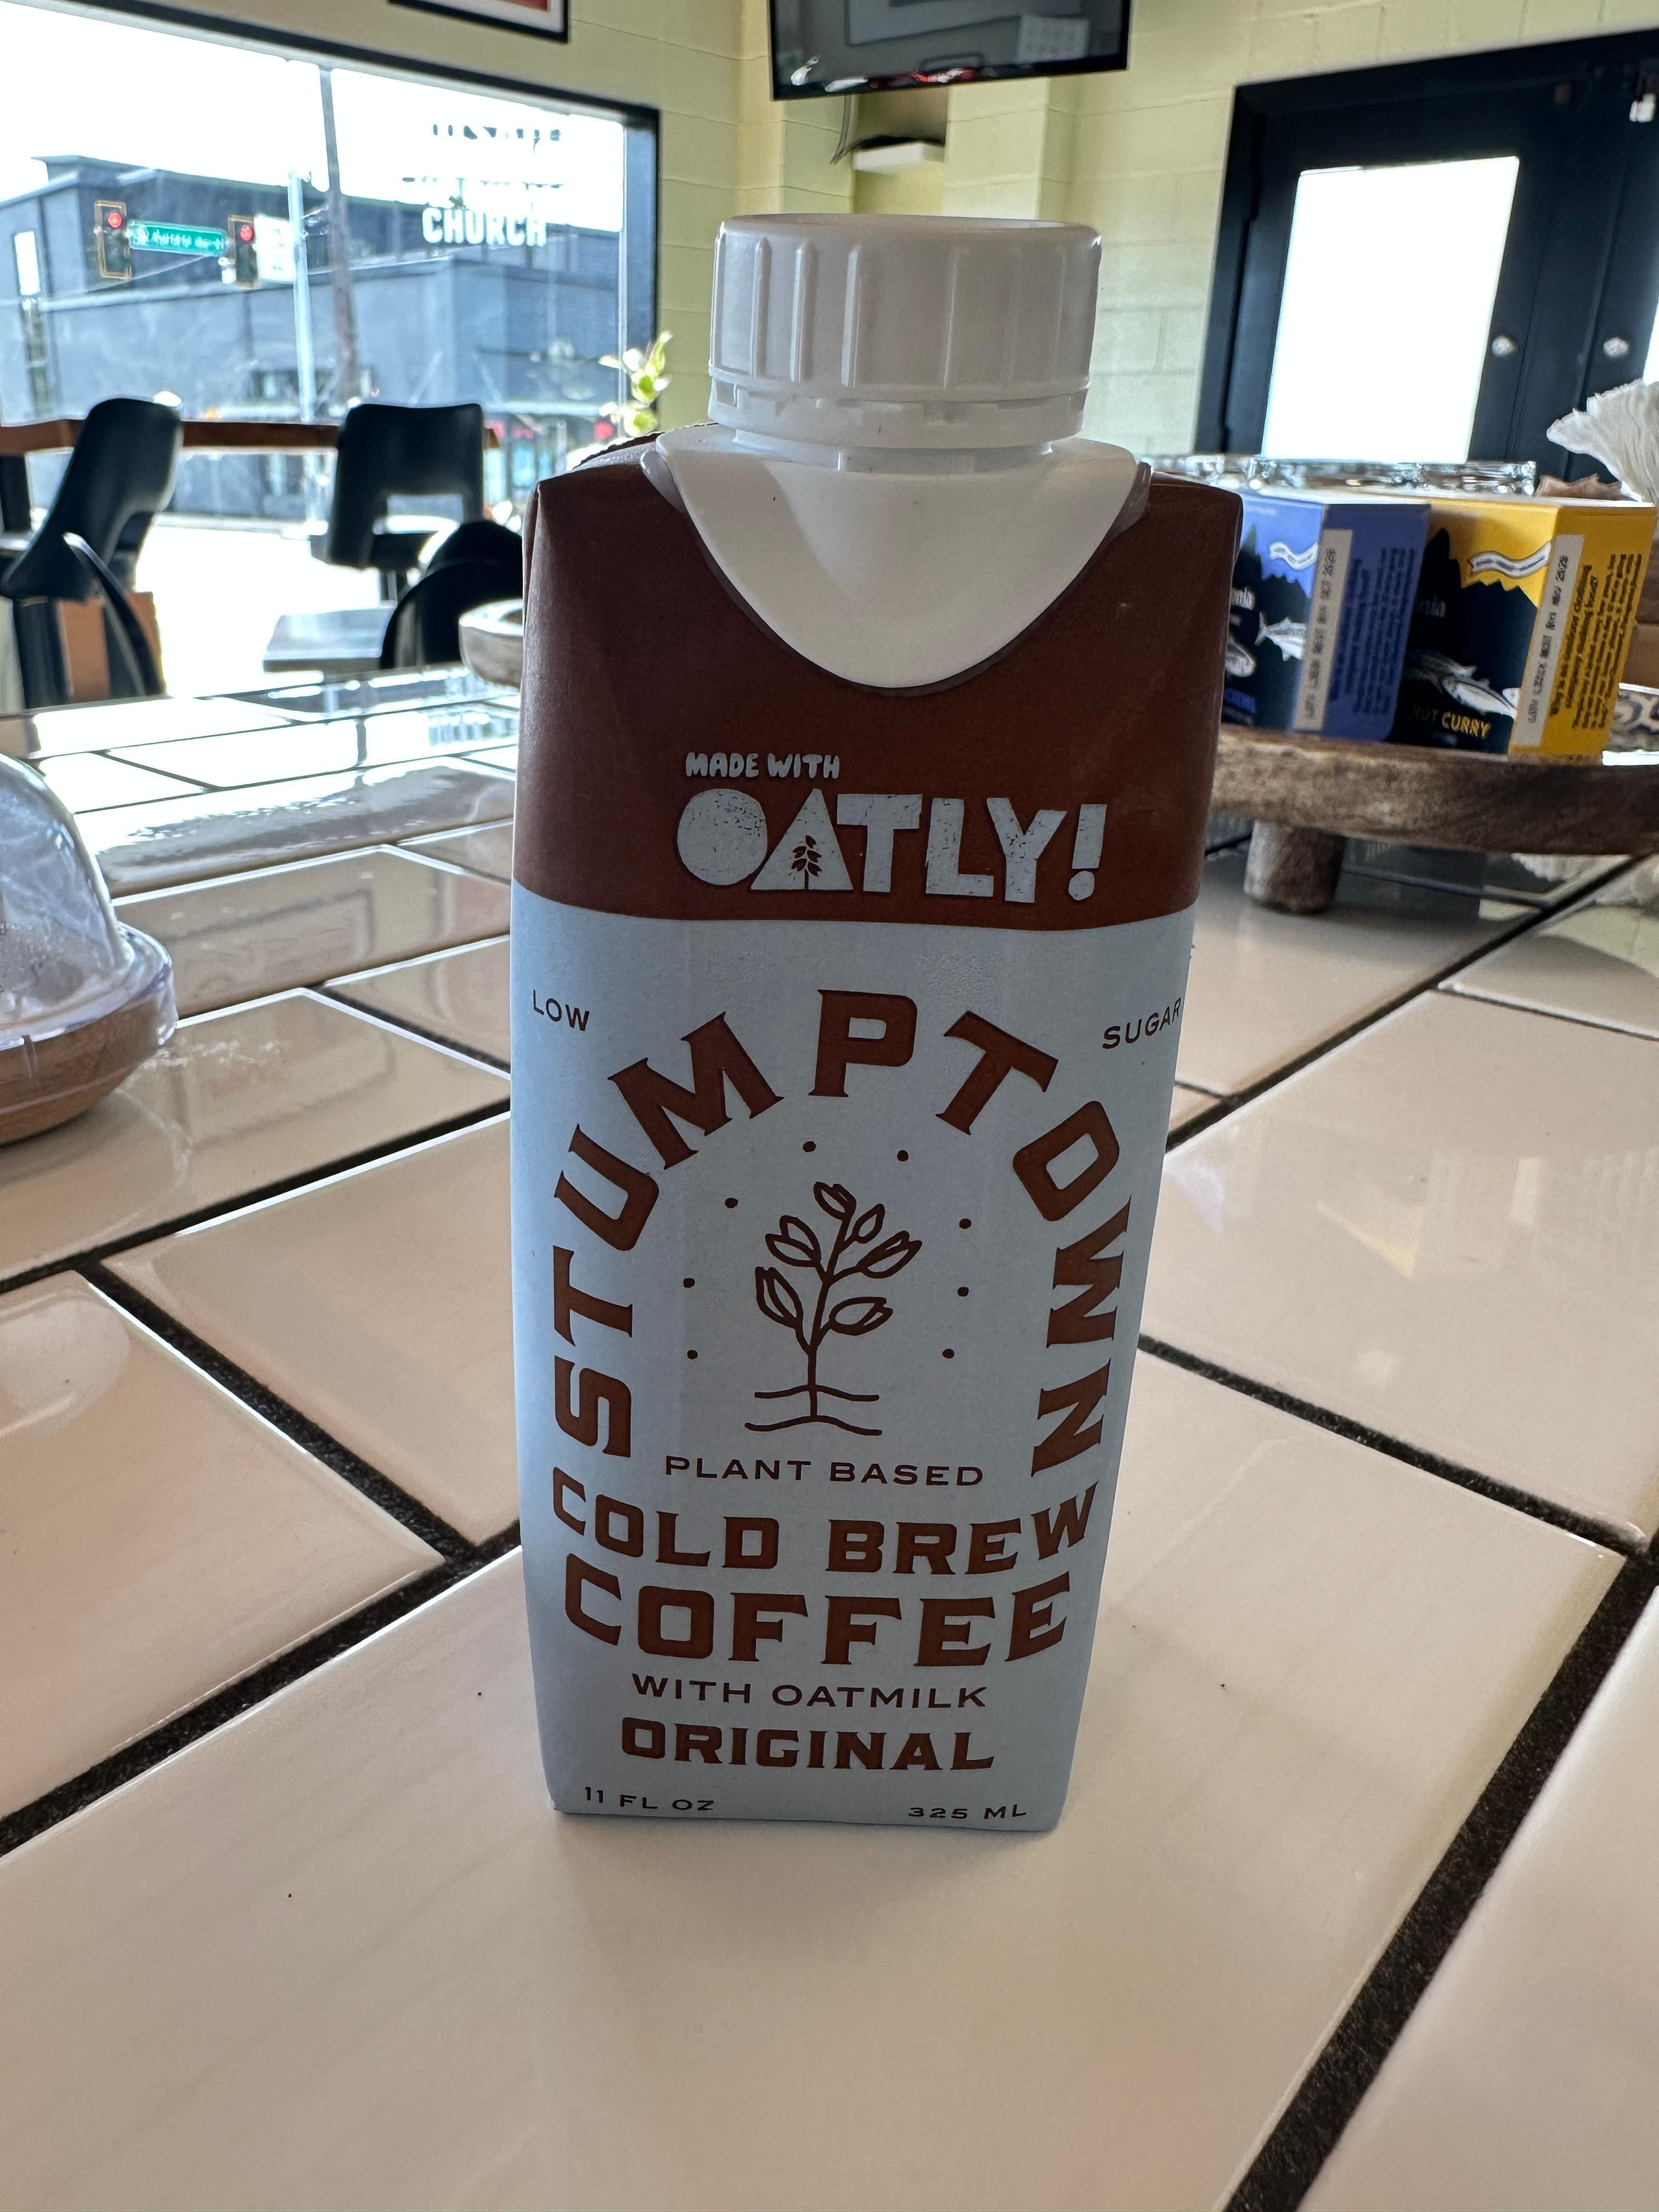 CHURCH
MADE WITH
OATLY!
LOW
SUGAR
STUMPTOWN
PLANT BASED
COLD BREW
COFFEE
WITH OATMILK
ORIGINAL
11 FL OZ
325 ML
CURRY